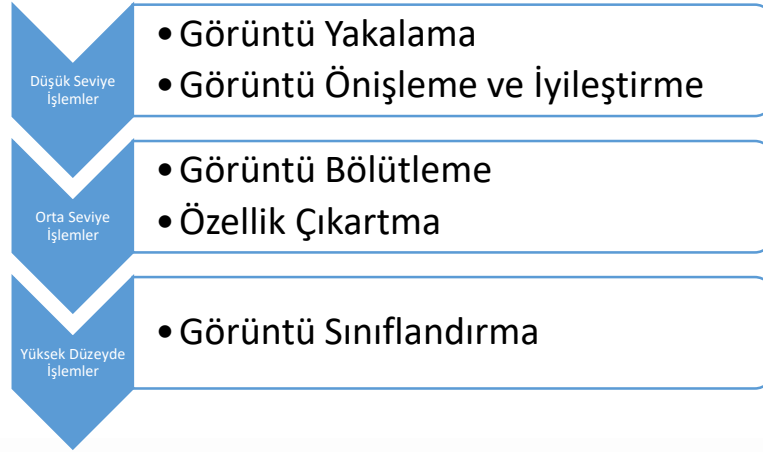 Düşük Seviye
İşlemler
•Görüntü Yakalama
•Görüntü Önişleme ve İyileştirme
Orta Seviye
İşlemler
•Görüntü Bölütleme
•Özellik Çıkartma
Yüksek Düzeyde
İşlemler
•Görüntü Sınıflandırma